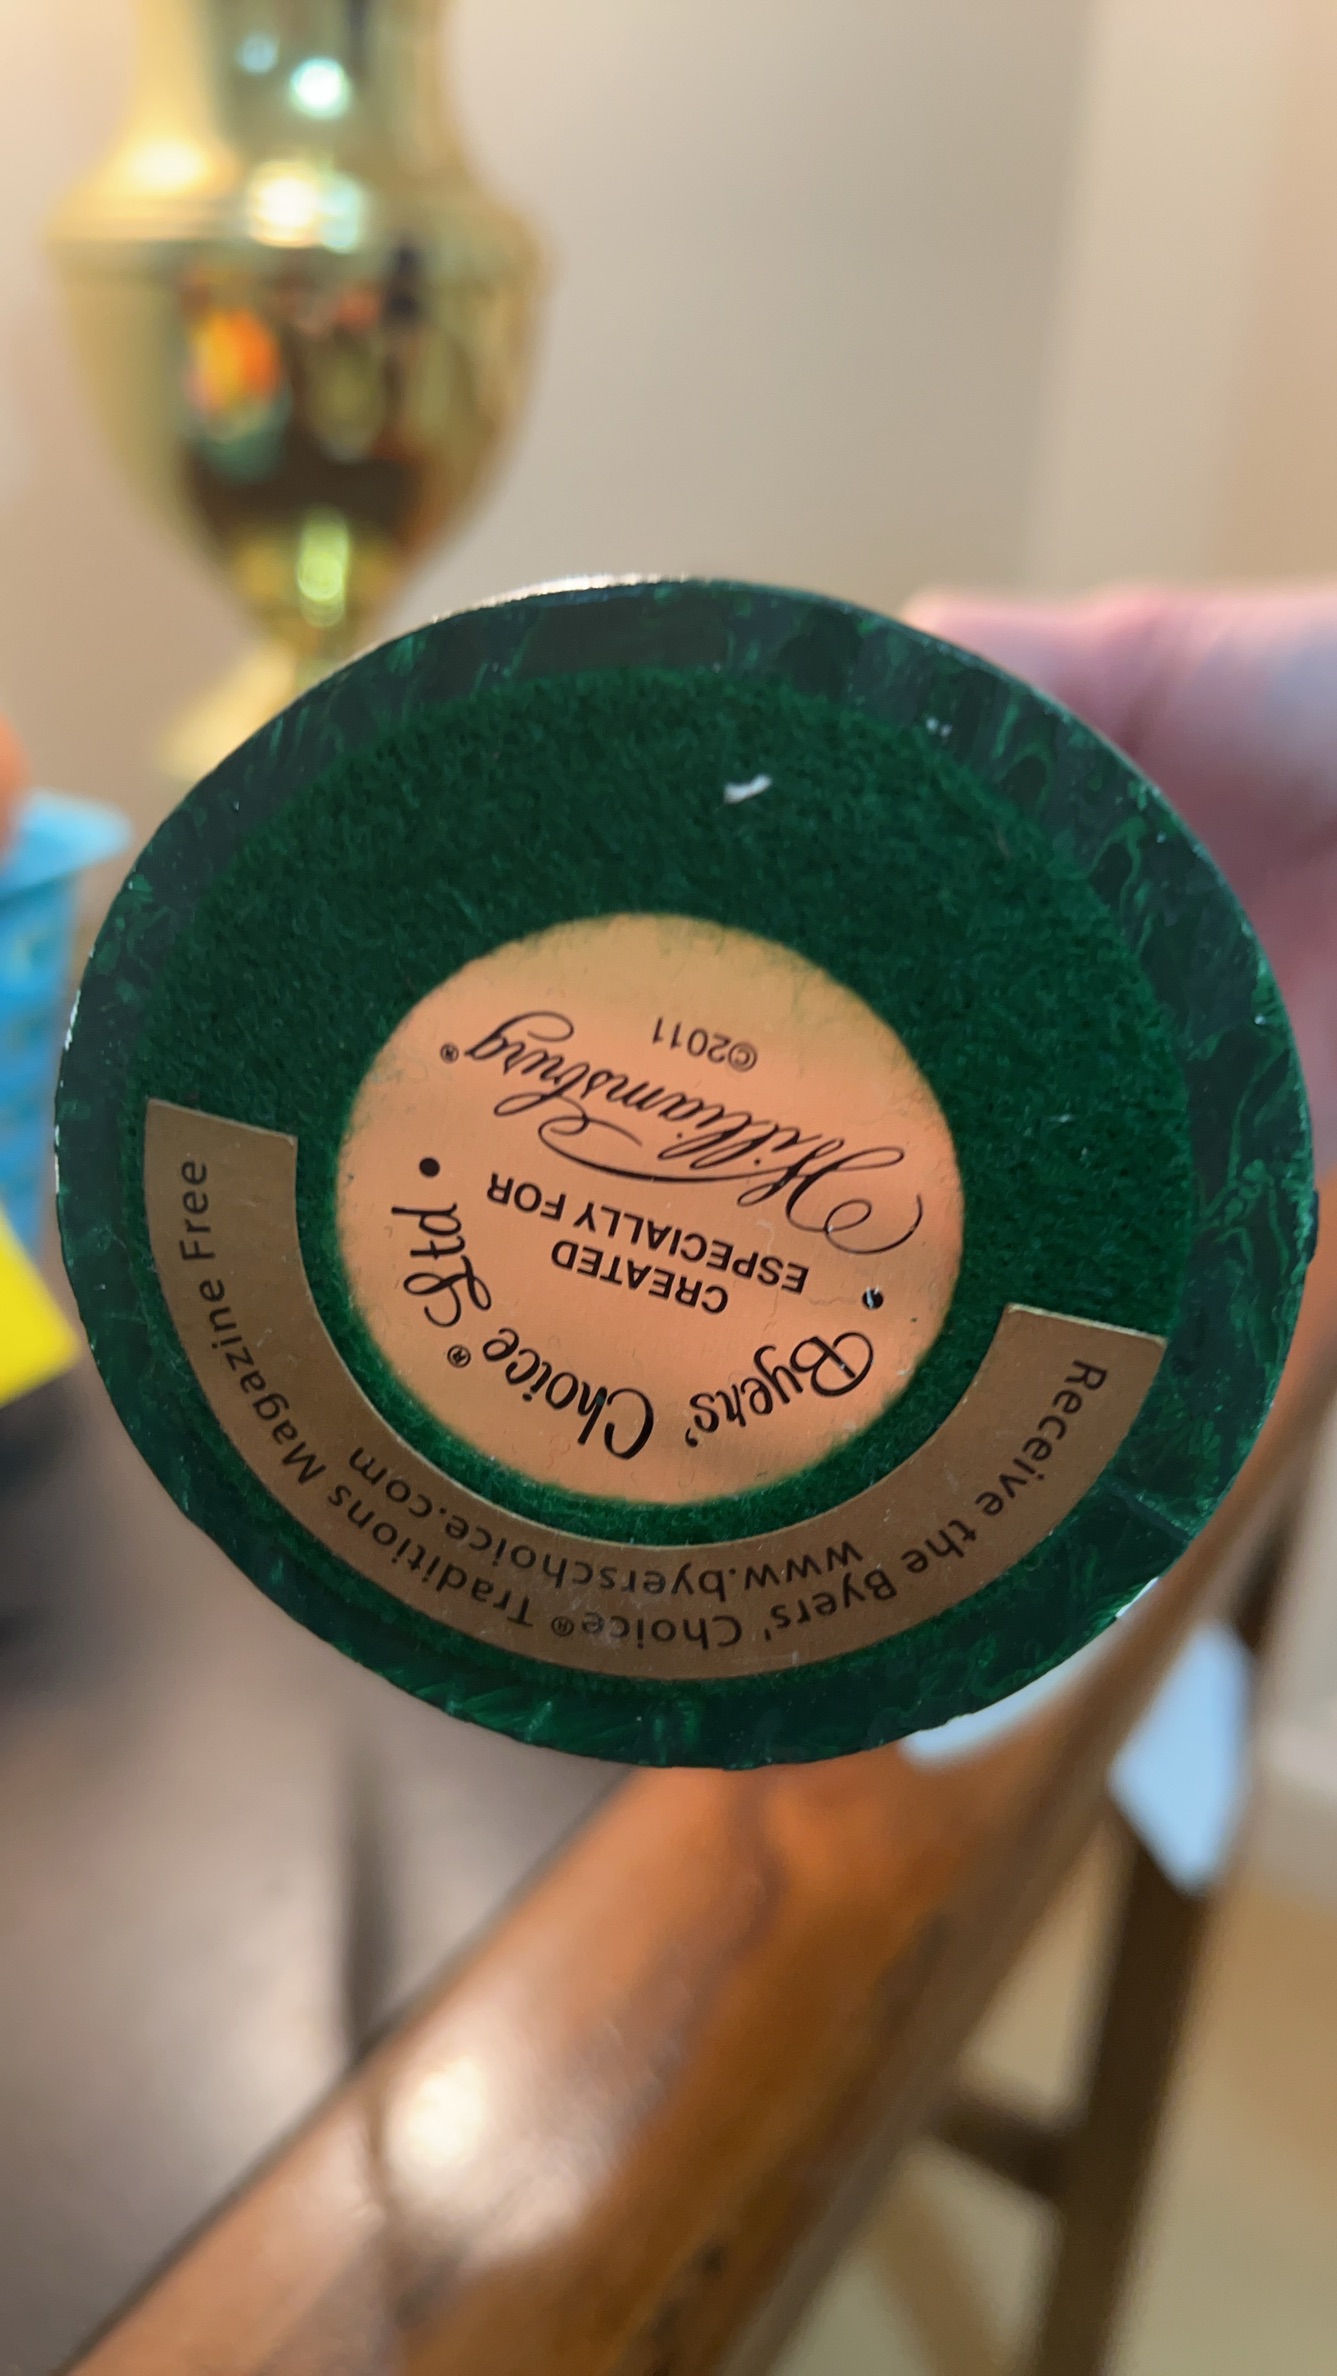 Byers' Choice® Ltd
•
•
CREATED
ESPECIALLY FOR
Williamsburg®
©2011
Receive the Byers' Choice® Traditions Magazine Free
www.byerschoice.com